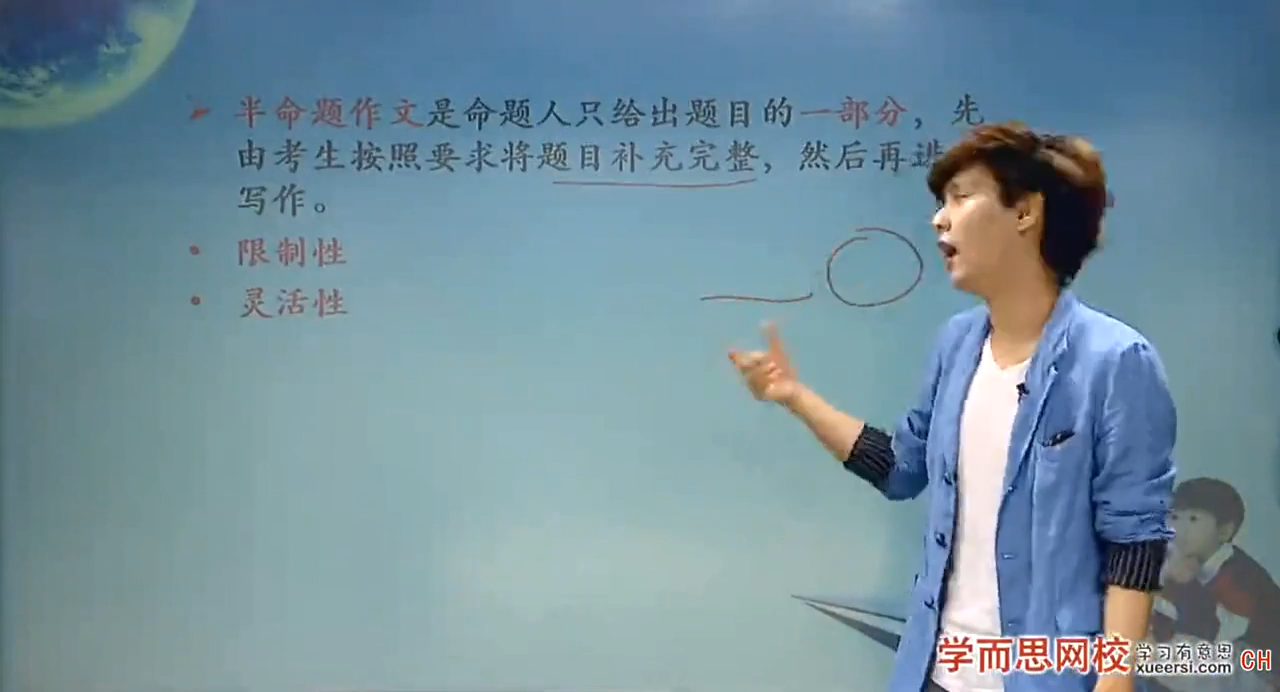 半命题作文是命题人只给出题目的一部分，先
由考生按照要求将题目补充完整，然后再进
写作。
限制性
灵活性
学而思网校
学习有意思
xueersi.com
CH